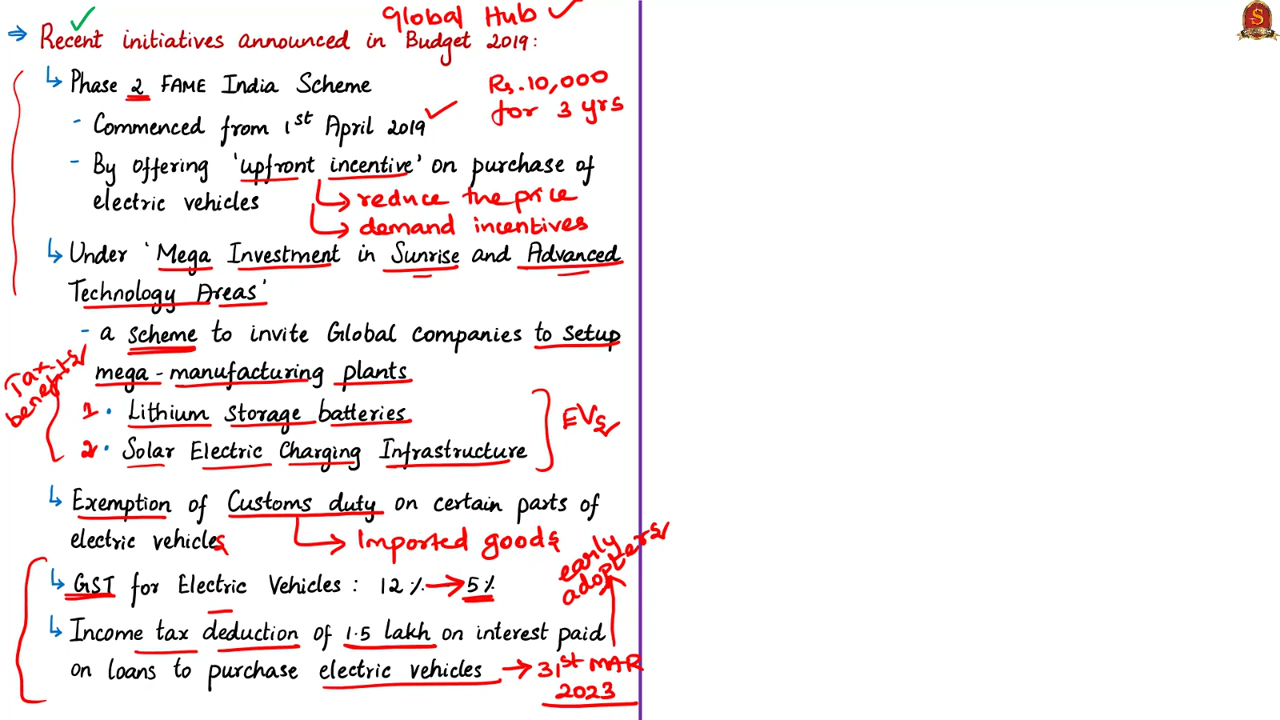 Global Hub ✓
⇒ Recent initiatives announced in Budget 2019:
↳ Phase 2 FAME India Scheme
Rs.10,000
for 3 yrs
- Commenced from 1st April 2019
- By offering 'upfront incentive' on purchase of
electric vehicles
→ reduce the price
→ demand incentives
↳ Under 'Mega Investment in Sunrise and Advanced
Technology Areas'
- a scheme to invite Global companies to setup
mega - manufacturing plants
Tax
benefits
1. Lithium storage batteries
2. Solar Electric Charging Infrastructure
EVs
↳ Exemption of Customs duty on certain parts of
electric vehicles
→ Imported goods
early
adopters
↳ GST for Electric Vehicles : 12% → 5%
↳ Income tax deduction of 1.5 lakh on interest paid
on loans to purchase electric vehicles → 31st MAR
2023
S